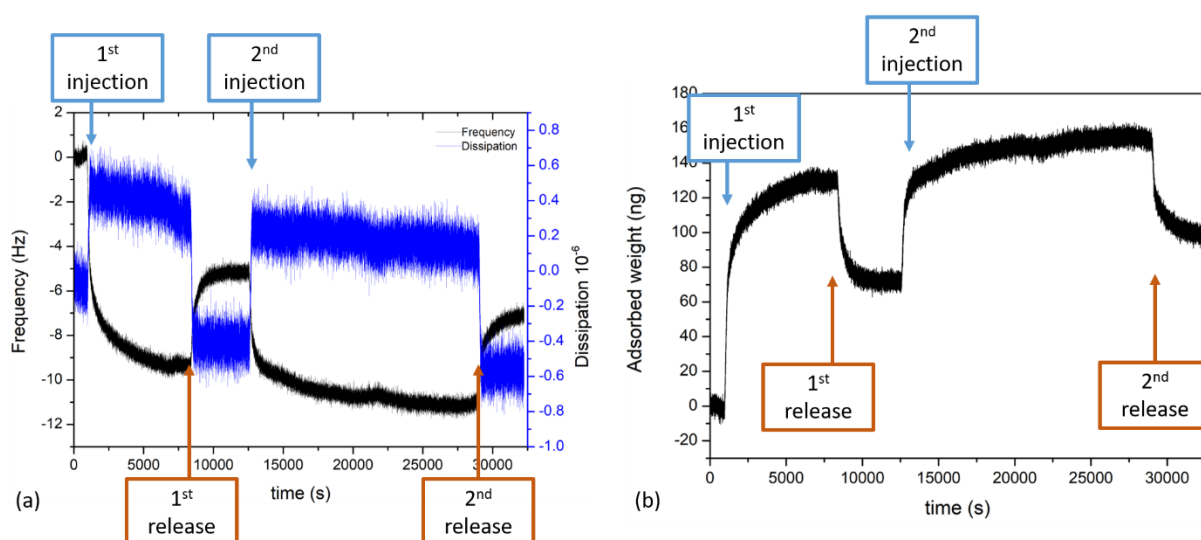 1st
injection
2nd
injection
2
0
-2
-4
-6
-8
-10
-12
Frequency (Hz)
Frequency
Dissipation
0.8
0.6
0.4
0.2
0.0
-0.2
-0.4
-0.6
-0.8
-1.0
Dissipation 10-6
0 5000 10000 15000 20000 25000 30000
time (s)
(a)
1st
release
2nd
release
2nd
injection
1st
injection
180
160
140
120
100
80
60
40
20
0
-20
Adsorbed weight (ng)
1st
release
2nd
release
0 5000 10000 15000 20000 25000 30000
time (s)
(b)